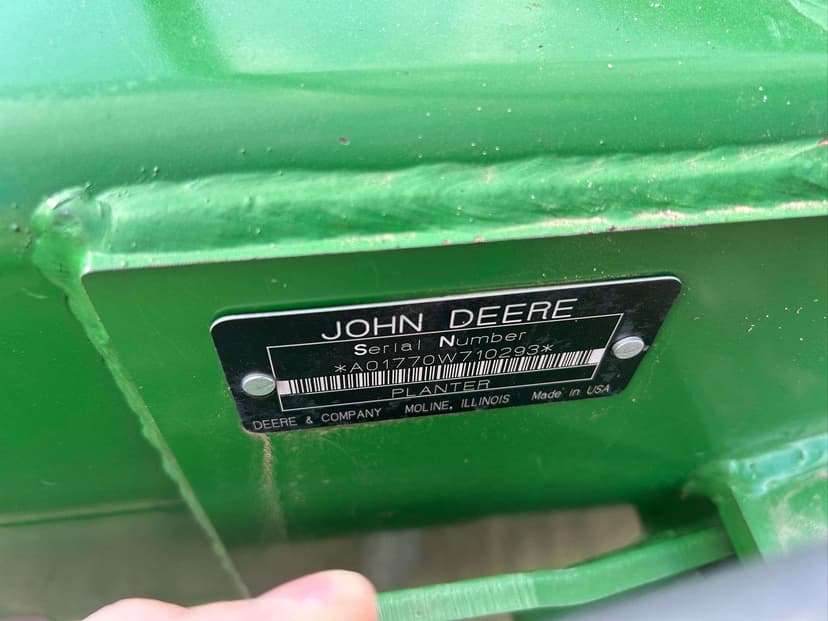 JOHN DEERE
Serial Number
*A01770W710293*
PLANTER
DEERE & COMPANY MOLINE, ILLINOIS Made in USA